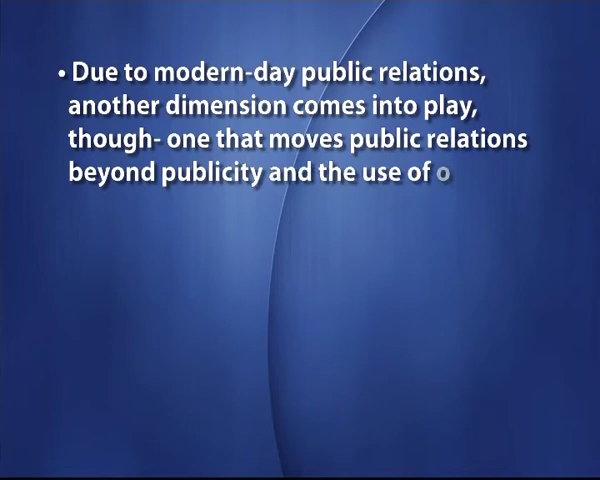 • Due to modern-day public relations,
another dimension comes into play,
though- one that moves public relations
beyond publicity and the use of o